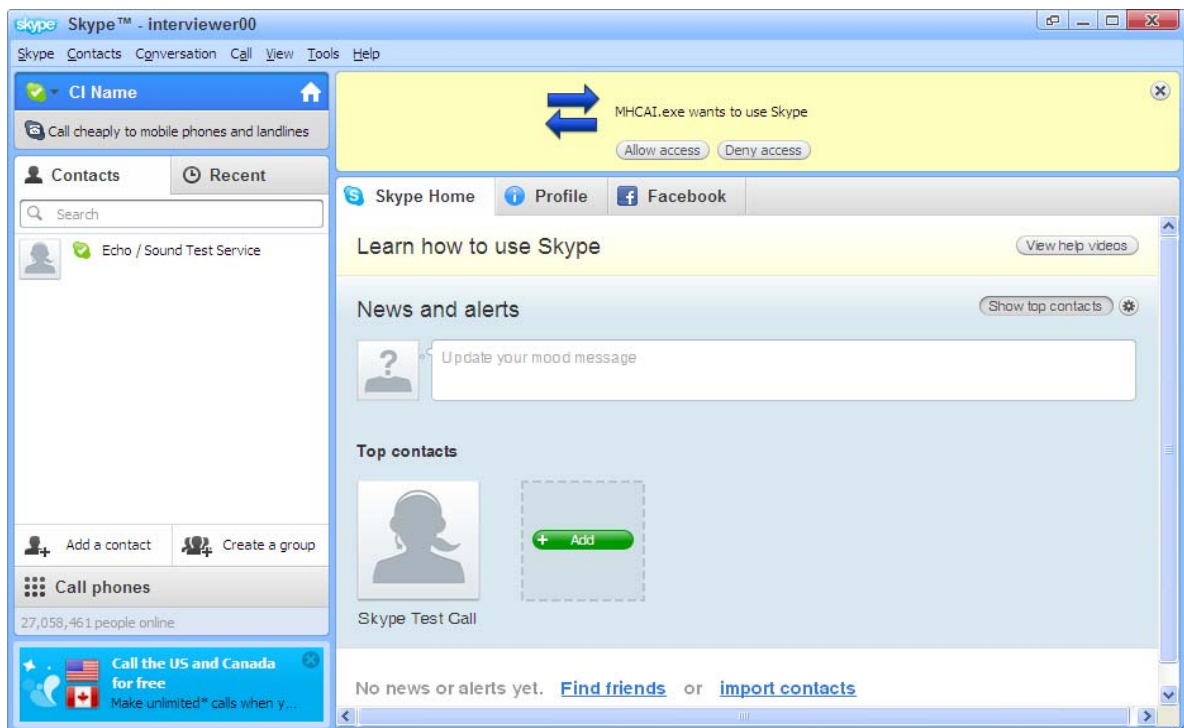 skype Skype™ - interviewer00
Skype Contacts Conversation Call View Tools Help
CI Name
Call cheaply to mobile phones and landlines
Contacts
Recent
Search
Echo / Sound Test Service
Add a contact
Create a group
Call phones
27,058,461 people online
Call the US and Canada
for free
Make unlimited* calls when y...
MHCAI.exe wants to use Skype
Allow access Deny access
Skype Home Profile Facebook
Learn how to use Skype
View help videos
News and alerts
Show top contacts
Update your mood message
Top contacts
Add
Skype Test Call
No news or alerts yet. Find friends or import contacts